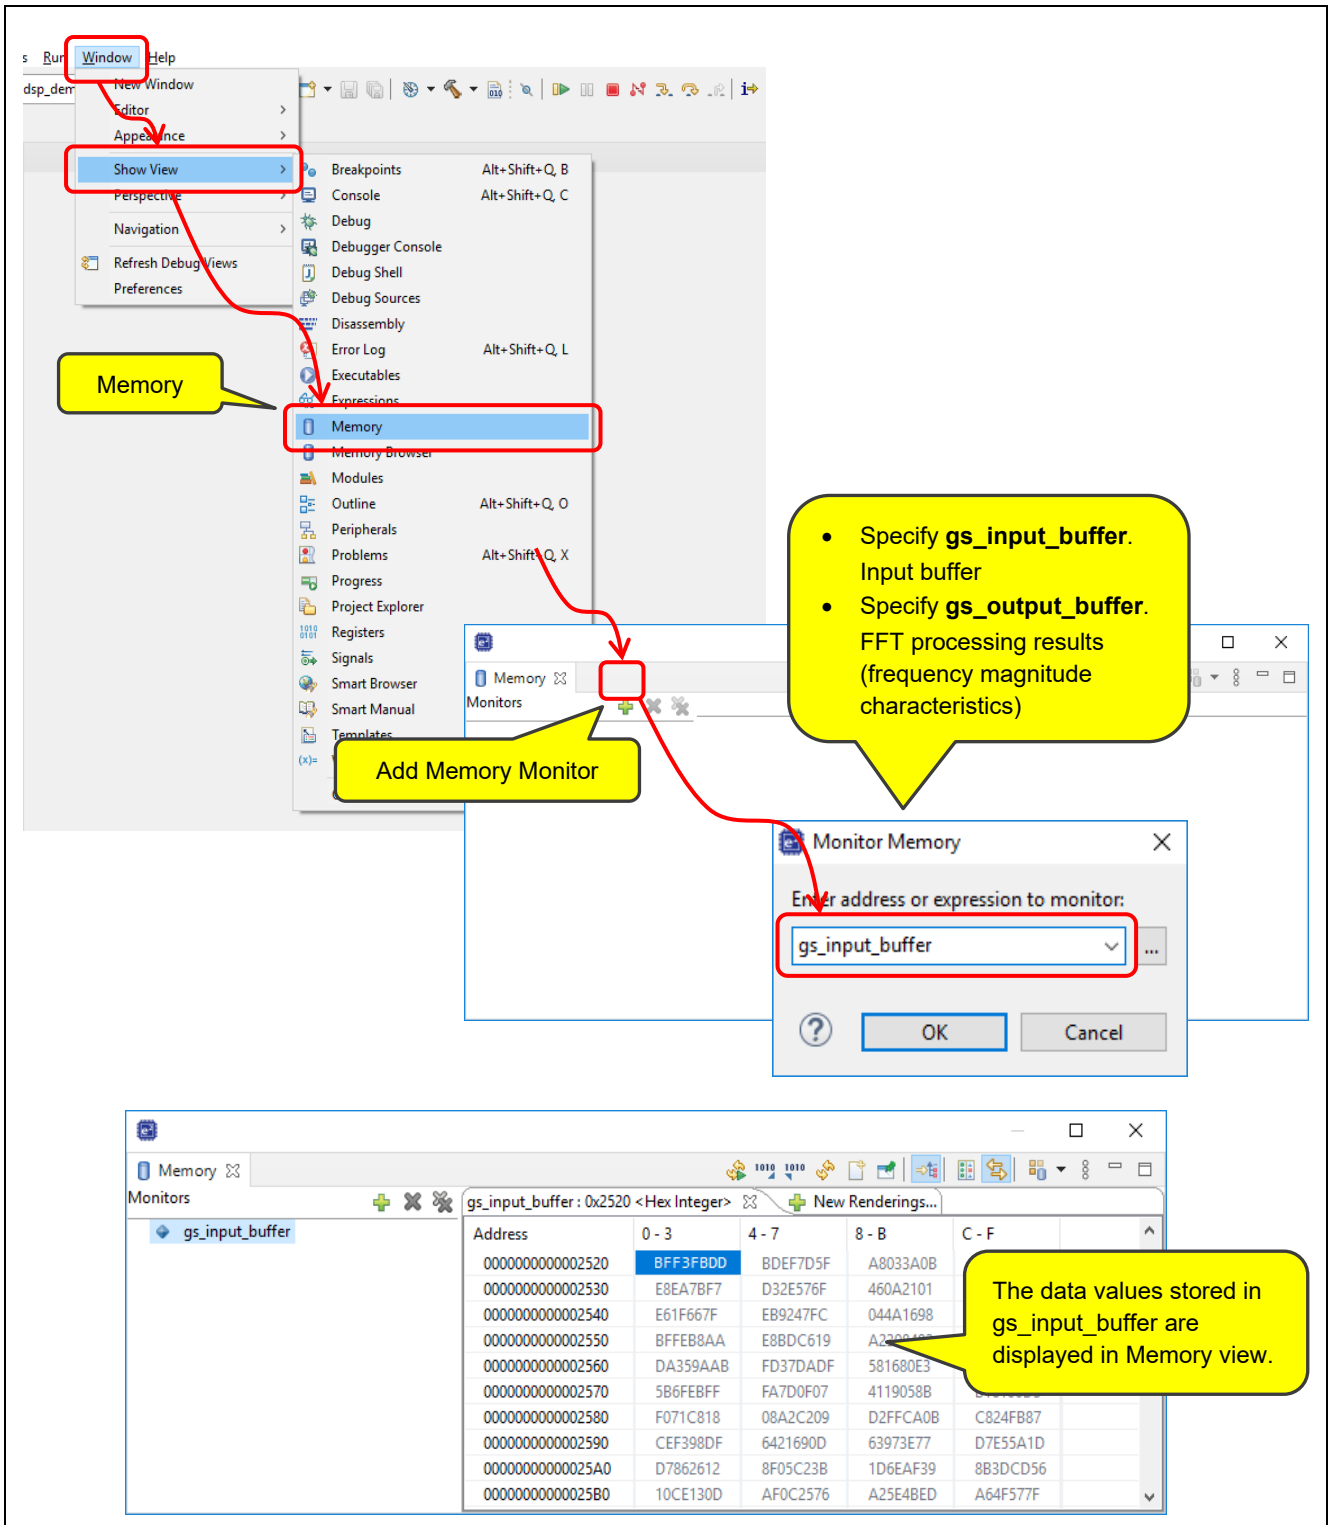 s Run Window Help
dsp_dem
New Window
Editor
Appearance
Show View
Perspective
Navigation
Refresh Debug Views
Preferences
Breakpoints Alt+Shift+Q, B
Console Alt+Shift+Q, C
Debug
Debugger Console
Debug Shell
Debug Sources
Disassembly
Error Log Alt+Shift+Q, L
Executables
Expressions
Memory
Memory Browser
Modules
Outline Alt+Shift+Q, O
Peripherals
Problems Alt+Shift+Q, X
Progress
Project Explorer
Registers
Signals
Smart Browser
Smart Manual
Templates
(x)=
Memory
Add Memory Monitor
Memory
Monitors
• Specify gs_input_buffer.
Input buffer
• Specify gs_output_buffer.
FFT processing results
(frequency magnitude
characteristics)
Monitor Memory
Enter address or expression to monitor:
gs_input_buffer
...
OK Cancel
Memory
Monitors
gs_input_buffer
gs_input_buffer : 0x2520 <Hex Integer> New Renderings...
Address 0 - 3 4 - 7 8 - B C - F
0000000000002520 BFF3FBDD BDEF7D5F A8033A0B
0000000000002530 E8EA7BF7 D32E576F 460A2101
0000000000002540 E61F667F EB9247FC 044A1698
0000000000002550 BFFEB8AA E8BDC619
0000000000002560 DA359AAB FD37DADF 581680E3
0000000000002570 5B6FEBFF FA7D0F07 4119058B
0000000000002580 F071C818 08A2C209 D2FFCA0B C824FB87
0000000000002590 CEF398DF 6421690D 63973E77 D7E55A1D
00000000000025A0 D7862612 8F05C23B 1D6EAF39 8B3DCD56
00000000000025B0 10CE130D AF0C2576 A25E4BED A64F577F
The data values stored in
gs_input_buffer are
displayed in Memory view.